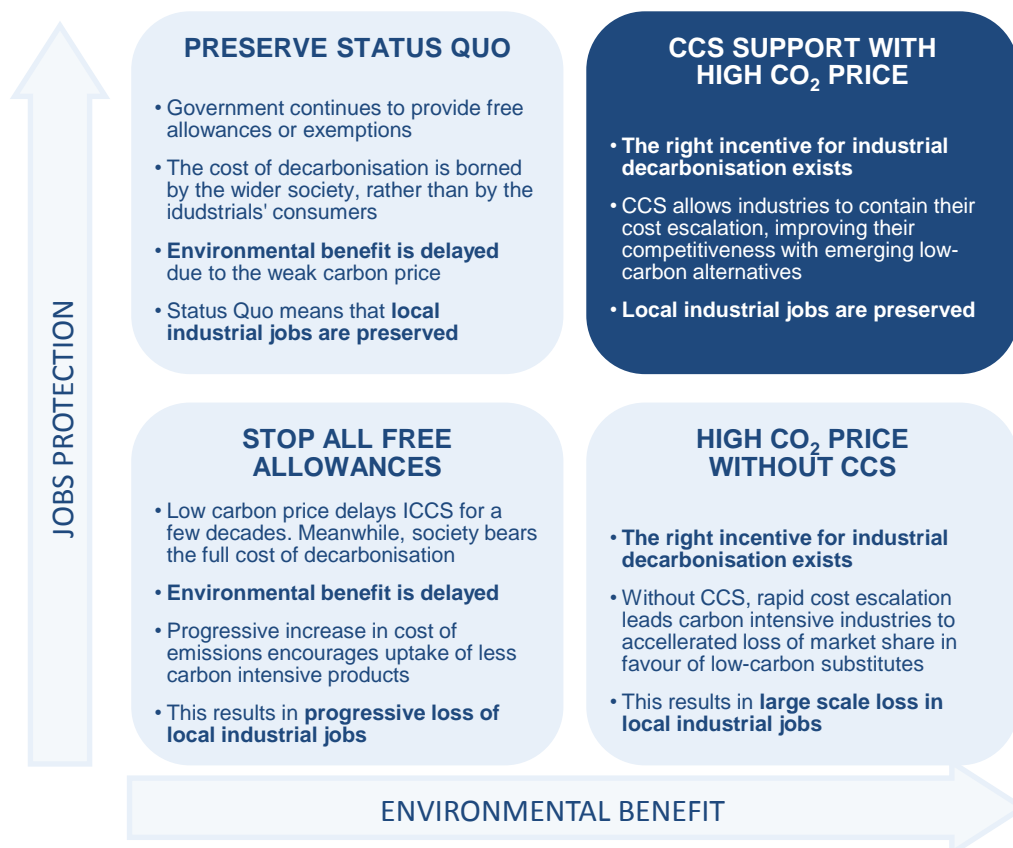 JOBS PROTECTION
PRESERVE STATUS QUO
• Government continues to provide free
allowances or exemptions
• The cost of decarbonisation is borned
by the wider society, rather than by the
idudstrials' consumers
• Environmental benefit is delayed
due to the weak carbon price
• Status Quo means that local
industrial jobs are preserved
CCS SUPPORT WITH
HIGH CO₂ PRICE
• The right incentive for industrial
decarbonisation exists
• CCS allows industries to contain their
cost escalation, improving their
competitiveness with emerging low-
carbon alternatives
• Local industrial jobs are preserved
STOP ALL FREE
ALLOWANCES
• Low carbon price delays ICCS for a
few decades. Meanwhile, society bears
the full cost of decarbonisation
• Environmental benefit is delayed
• Progressive increase in cost of
emissions encourages uptake of less
carbon intensive products
• This results in progressive loss of
local industrial jobs
HIGH CO₂ PRICE
WITHOUT CCS
• The right incentive for industrial
decarbonisation exists
• Without CCS, rapid cost escalation
leads carbon intensive industries to
accellerated loss of market share in
favour of low-carbon substitutes
• This results in large scale loss in
local industrial jobs
ENVIRONMENTAL BENEFIT